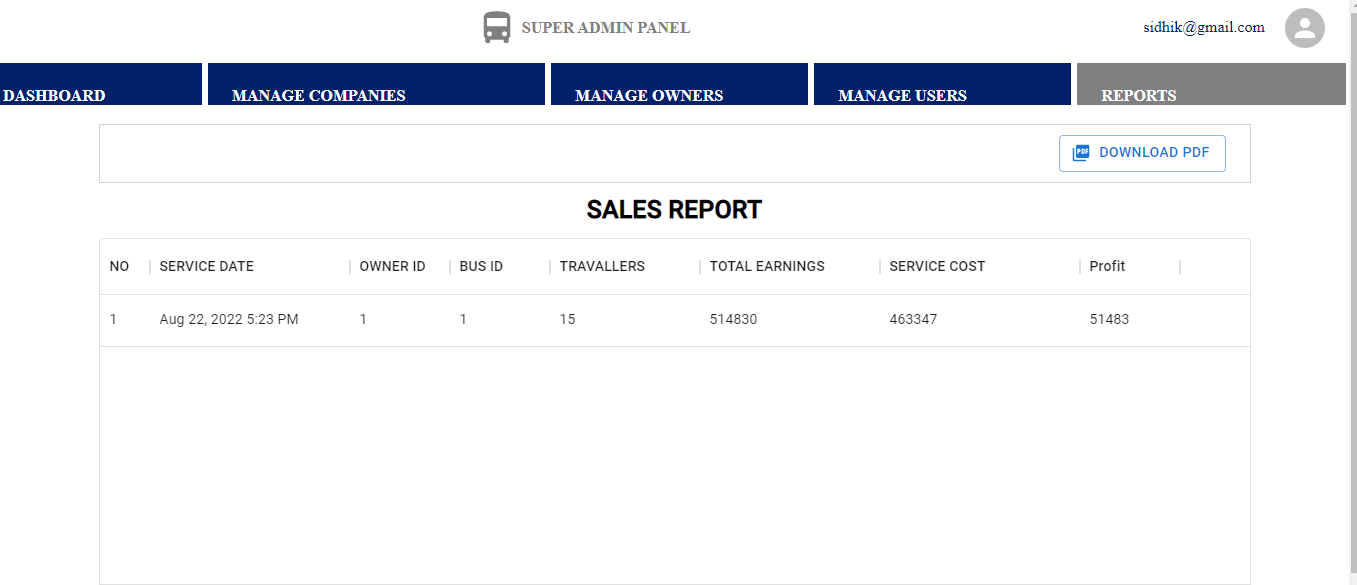 SUPER ADMIN PANEL
sidhik@gmail.com
DASHBOARD MANAGE COMPANIES MANAGE OWNERS MANAGE USERS REPORTS
PDF DOWNLOAD PDF
SALES REPORT
NO SERVICE DATE OWNER ID BUS ID TRAVALLERS TOTAL EARNINGS SERVICE COST Profit
1 Aug 22, 2022 5:23 PM 1 1 15 514830 463347 51483